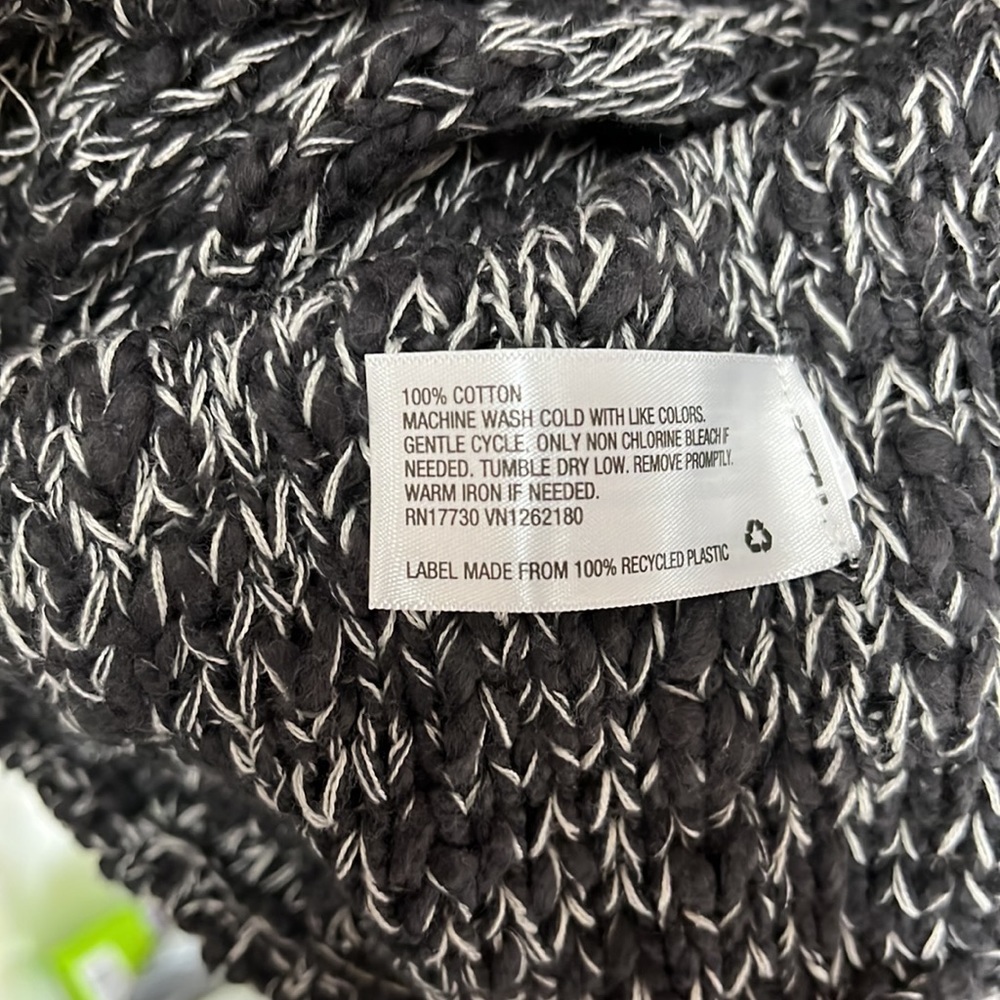 100% COTTON
MACHINE WASH COLD WITH LIKE COLORS.
GENTLE CYCLE. ONLY NON CHLORINE BLEACH IF
NEEDED. TUMBLE DRY LOW. REMOVE PROMPTLY.
WARM IRON IF NEEDED.
RN17730 VN1262180
LABEL MADE FROM 100% RECYCLED PLASTIC